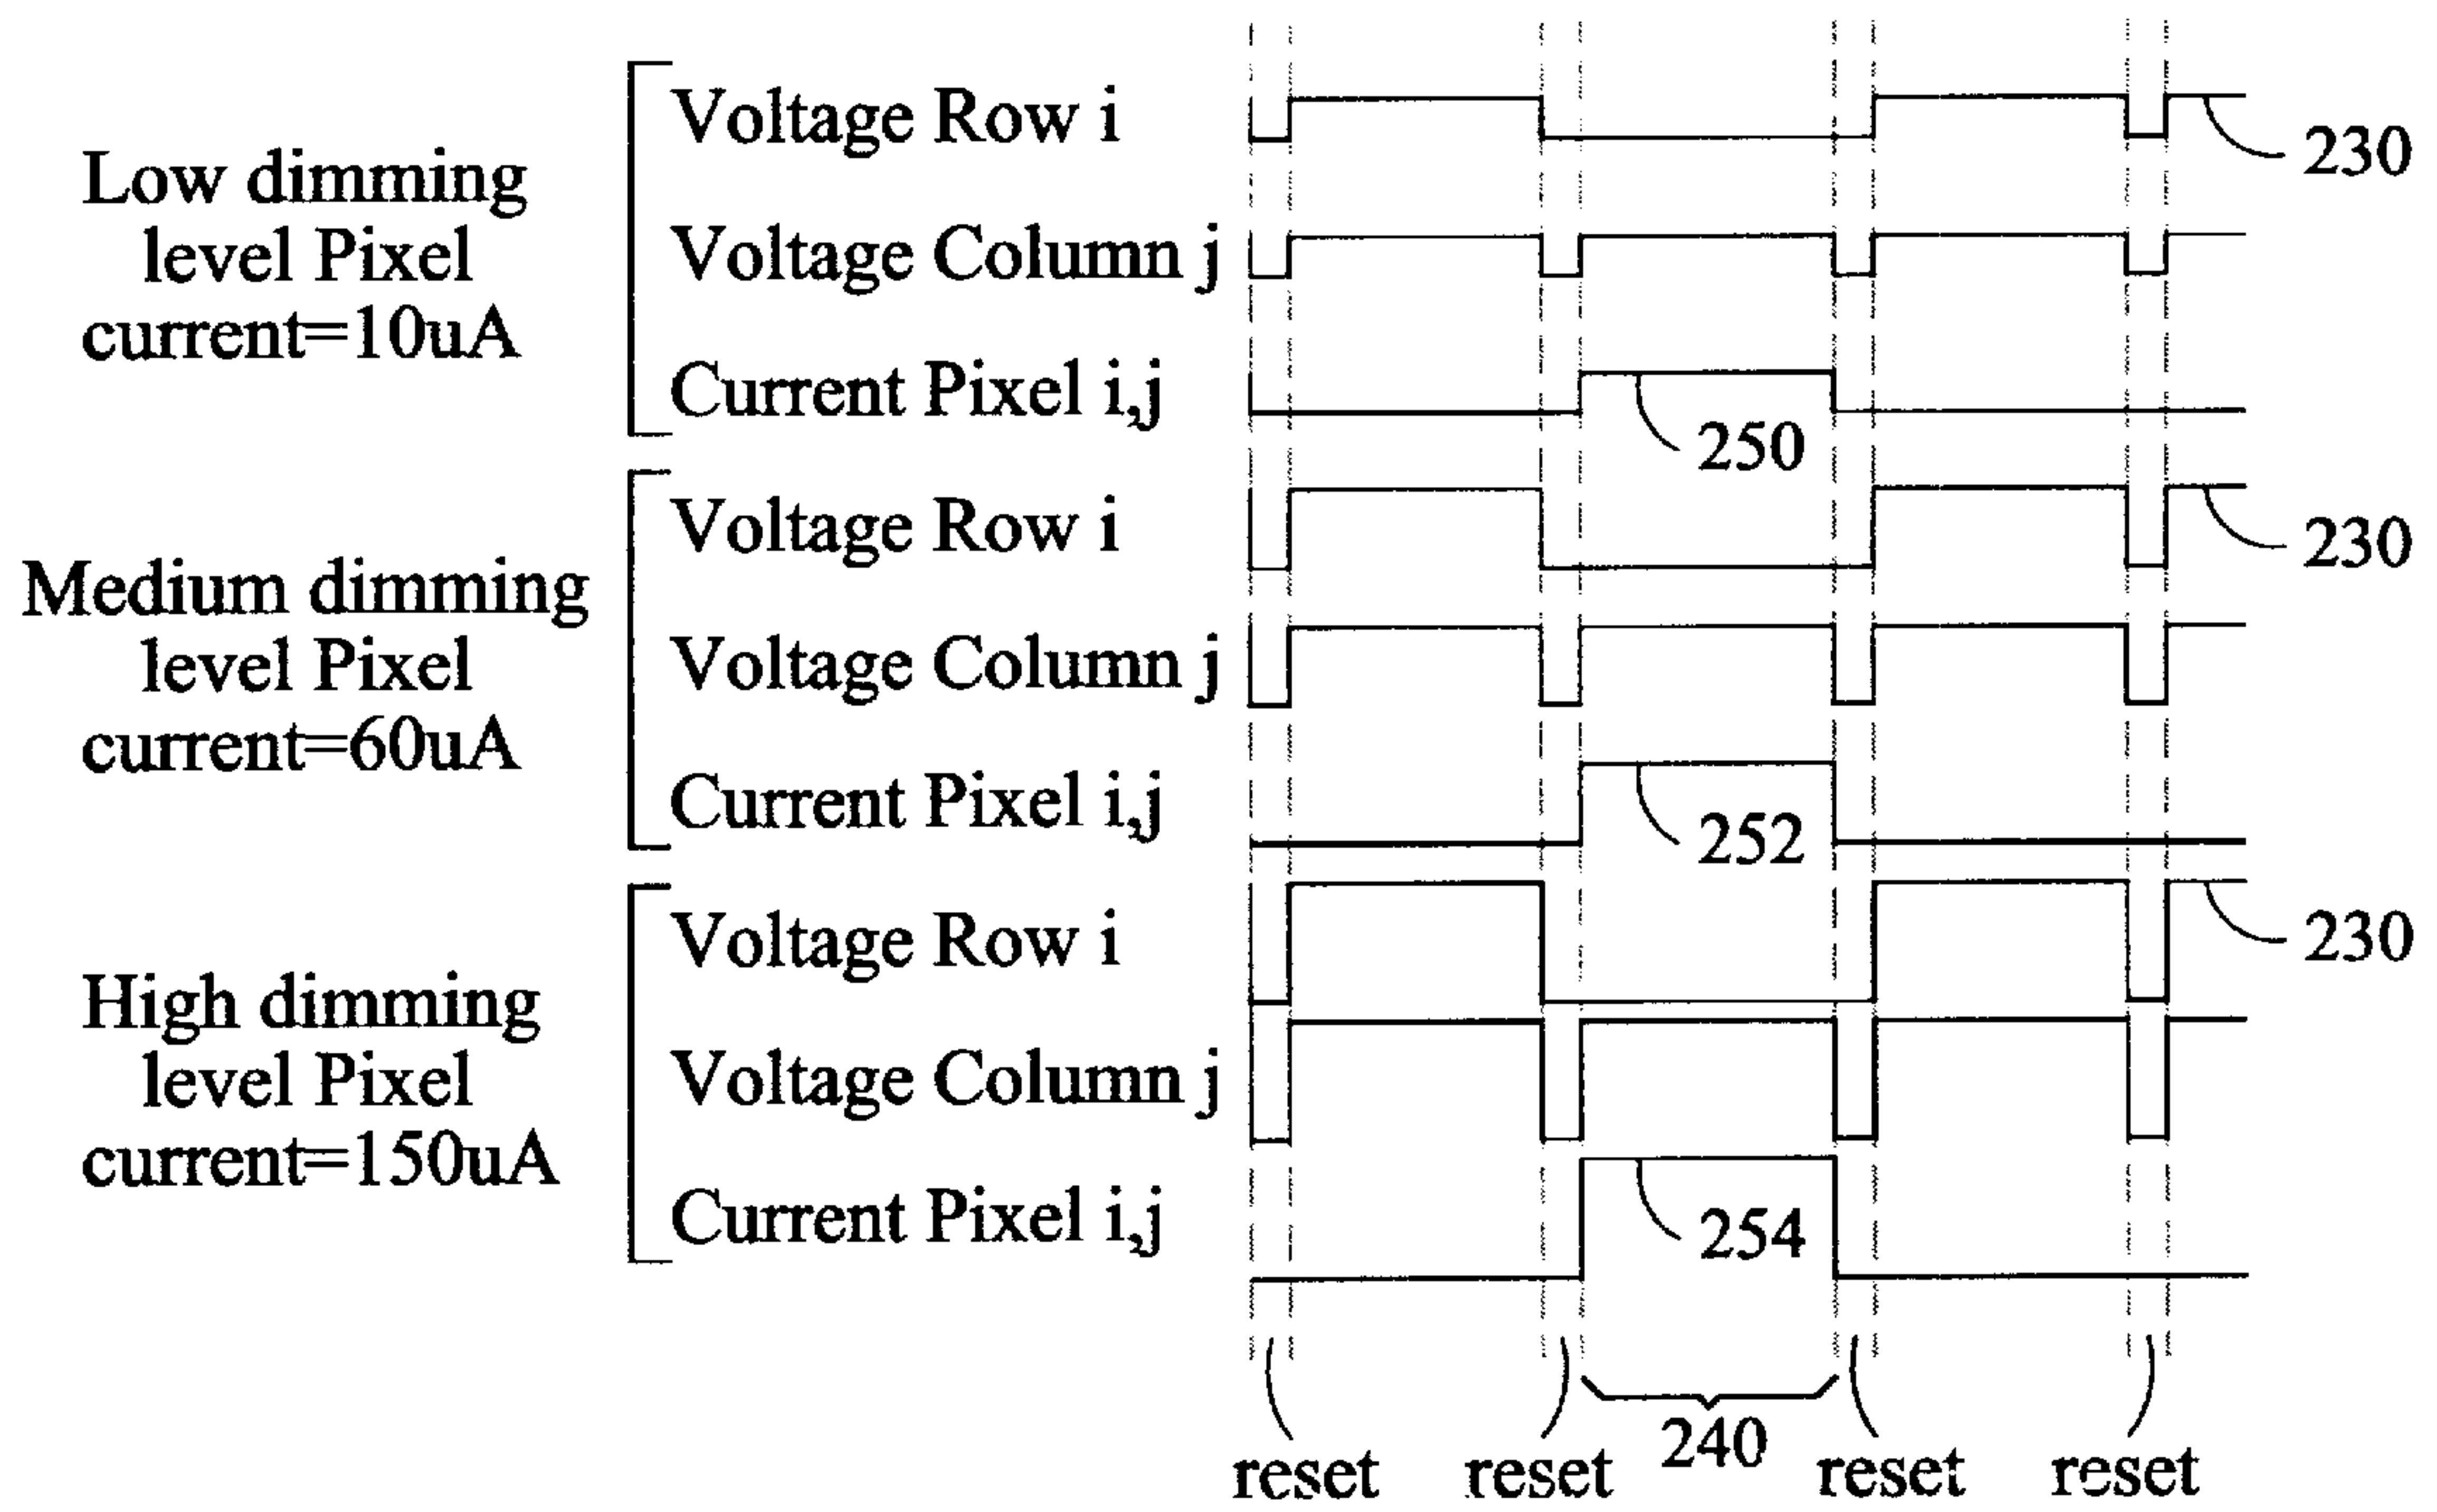 Low dimming
level Pixel
current=10uA
Voltage Row i
230
Voltage Column j
Current Pixel i,j
250
Medium dimming
level Pixel
current=60uA
Voltage Row i
230
Voltage Column j
Current Pixel i,j
252
High dimming
level Pixel
current=150uA
Voltage Row i
230
Voltage Column j
Current Pixel i,j
254
reset
reset
240
reset
reset